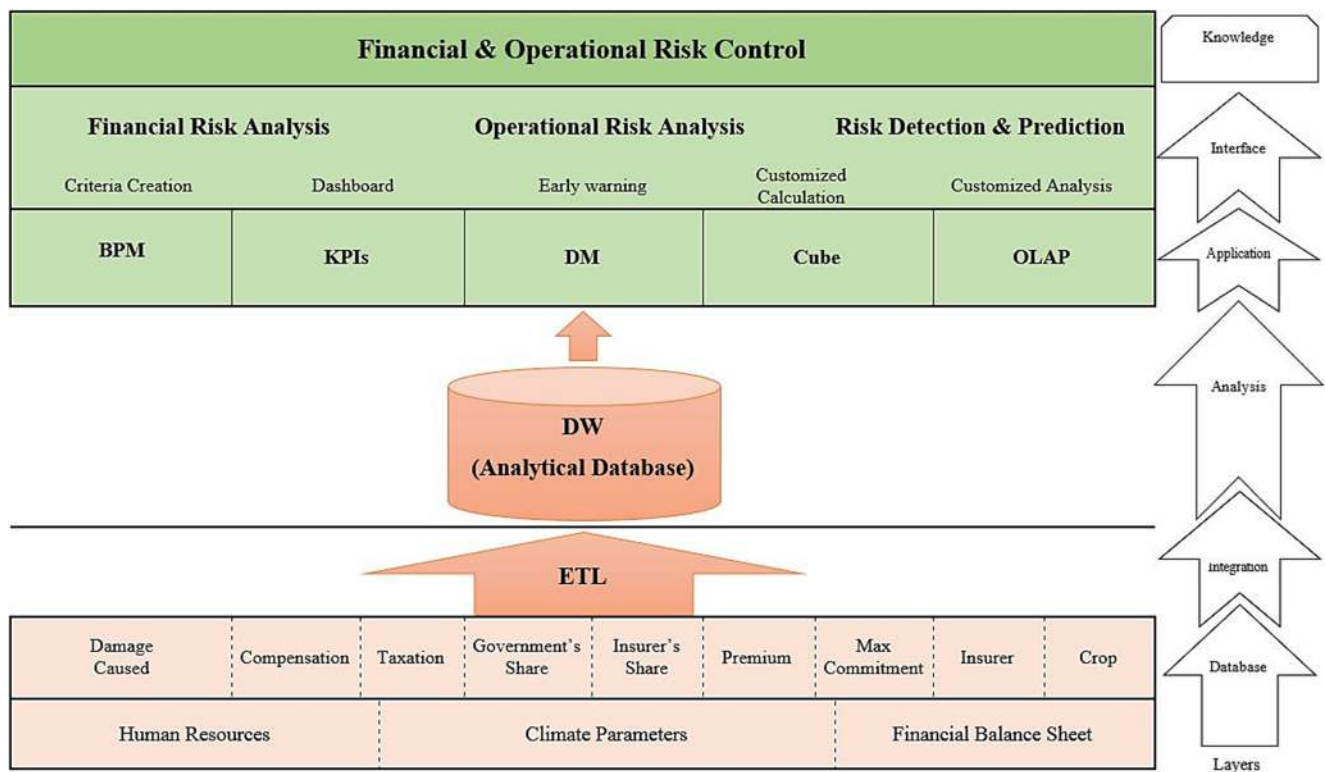 Financial & Operational Risk Control
Knowledge
Financial Risk Analysis
Operational Risk Analysis
Risk Detection & Prediction
Interface
Criteria Creation
Dashboard
Early warning
Customized
Calculation
Customized Analysis
BPM
KPIs
DM
Cube
OLAP
Application
Analysis
DW
(Analytical Database)
ETL
Integration
Damage
Caused
Compensation
Taxation
Government's
Share
Insurer's
Share
Premium
Max
Commitment
Insurer
Crop
Database
Human Resources
Climate Parameters
Financial Balance Sheet
Layers